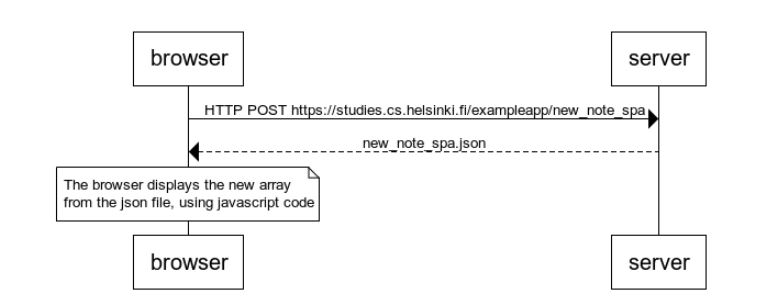 browser
server
HTTP POST https://studies.cs.helsinki.fi/exampleapp/new_note_spa
new_note_spa.json
The browser displays the new array
from the json file, using javascript code
browser
server